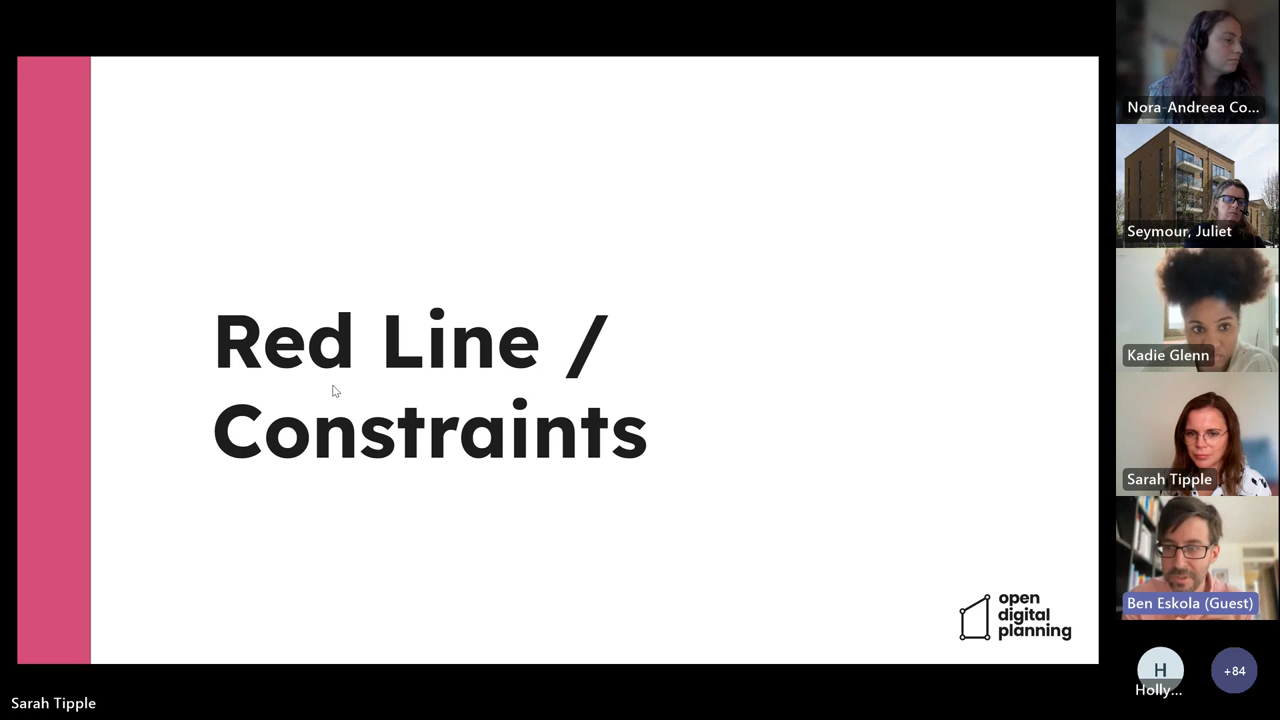 Red Line /
Constraints
open
digital
planning
Sarah Tipple
Nora-Andreea Co...
Seymour, Juliet
Kadie Glenn
Sarah Tipple
Ben Eskola (Guest)
H
Holly...
+84